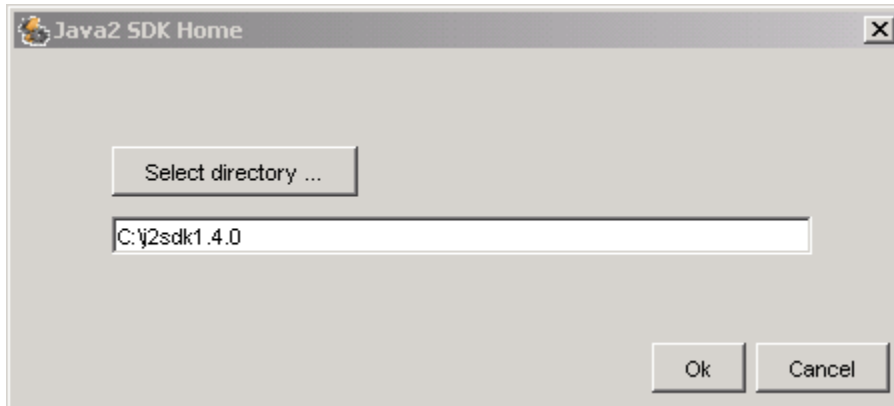 Java2 SDK Home
Select directory ...
C:\j2sdk1.4.0
Ok
Cancel